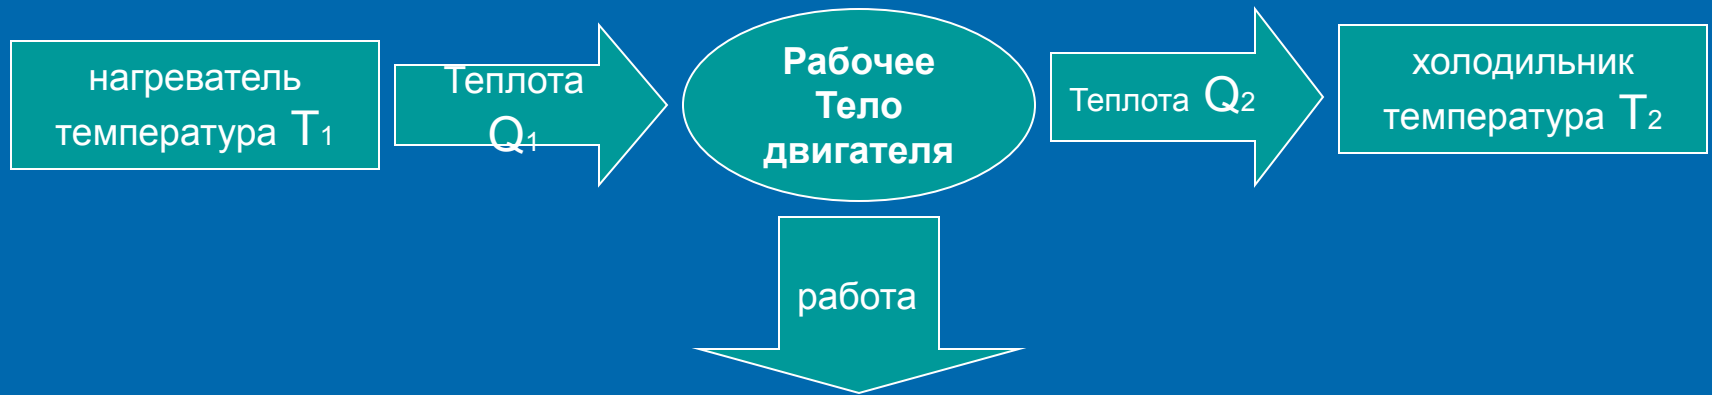 нагреватель
температура T1
Теплота
Q1
Рабочее
Тело
двигателя
Теплота Q2
холодильник
температура T2
работа